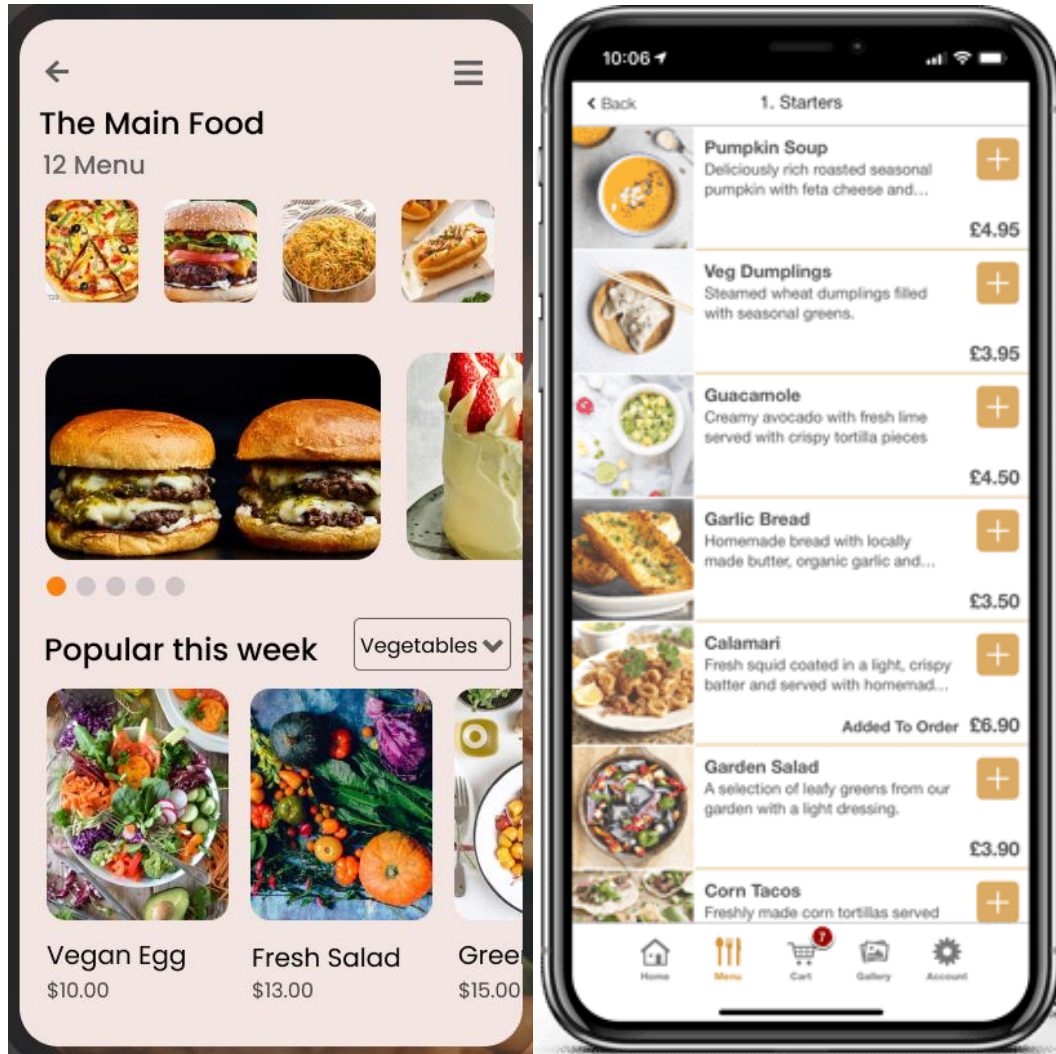 The Main Food
12 Menu
Popular this week
Vegetables
Vegan Egg
$10.00
Fresh Salad
$13.00
Gree
$15.00
10:06
Back
1. Starters
Pumpkin Soup
Deliciously rich roasted seasonal
pumpkin with feta cheese and...
£4.95
Veg Dumplings
Steamed wheat dumplings filled
with seasonal greens.
£3.95
Guacamole
Creamy avocado with fresh lime
served with crispy tortilla pieces
£4.50
Garlic Bread
Homemade bread with locally
made butter, organic garlic and...
£3.50
Calamari
Fresh squid coated in a light, crispy
batter and served with homemad...
Added To Order £6.90
Garden Salad
A selection of leafy greens from our
garden with a light dressing.
£3.90
Corn Tacos
Freshly made corn tortillas served
7
Home
Menu
Cart
Gallery
Account